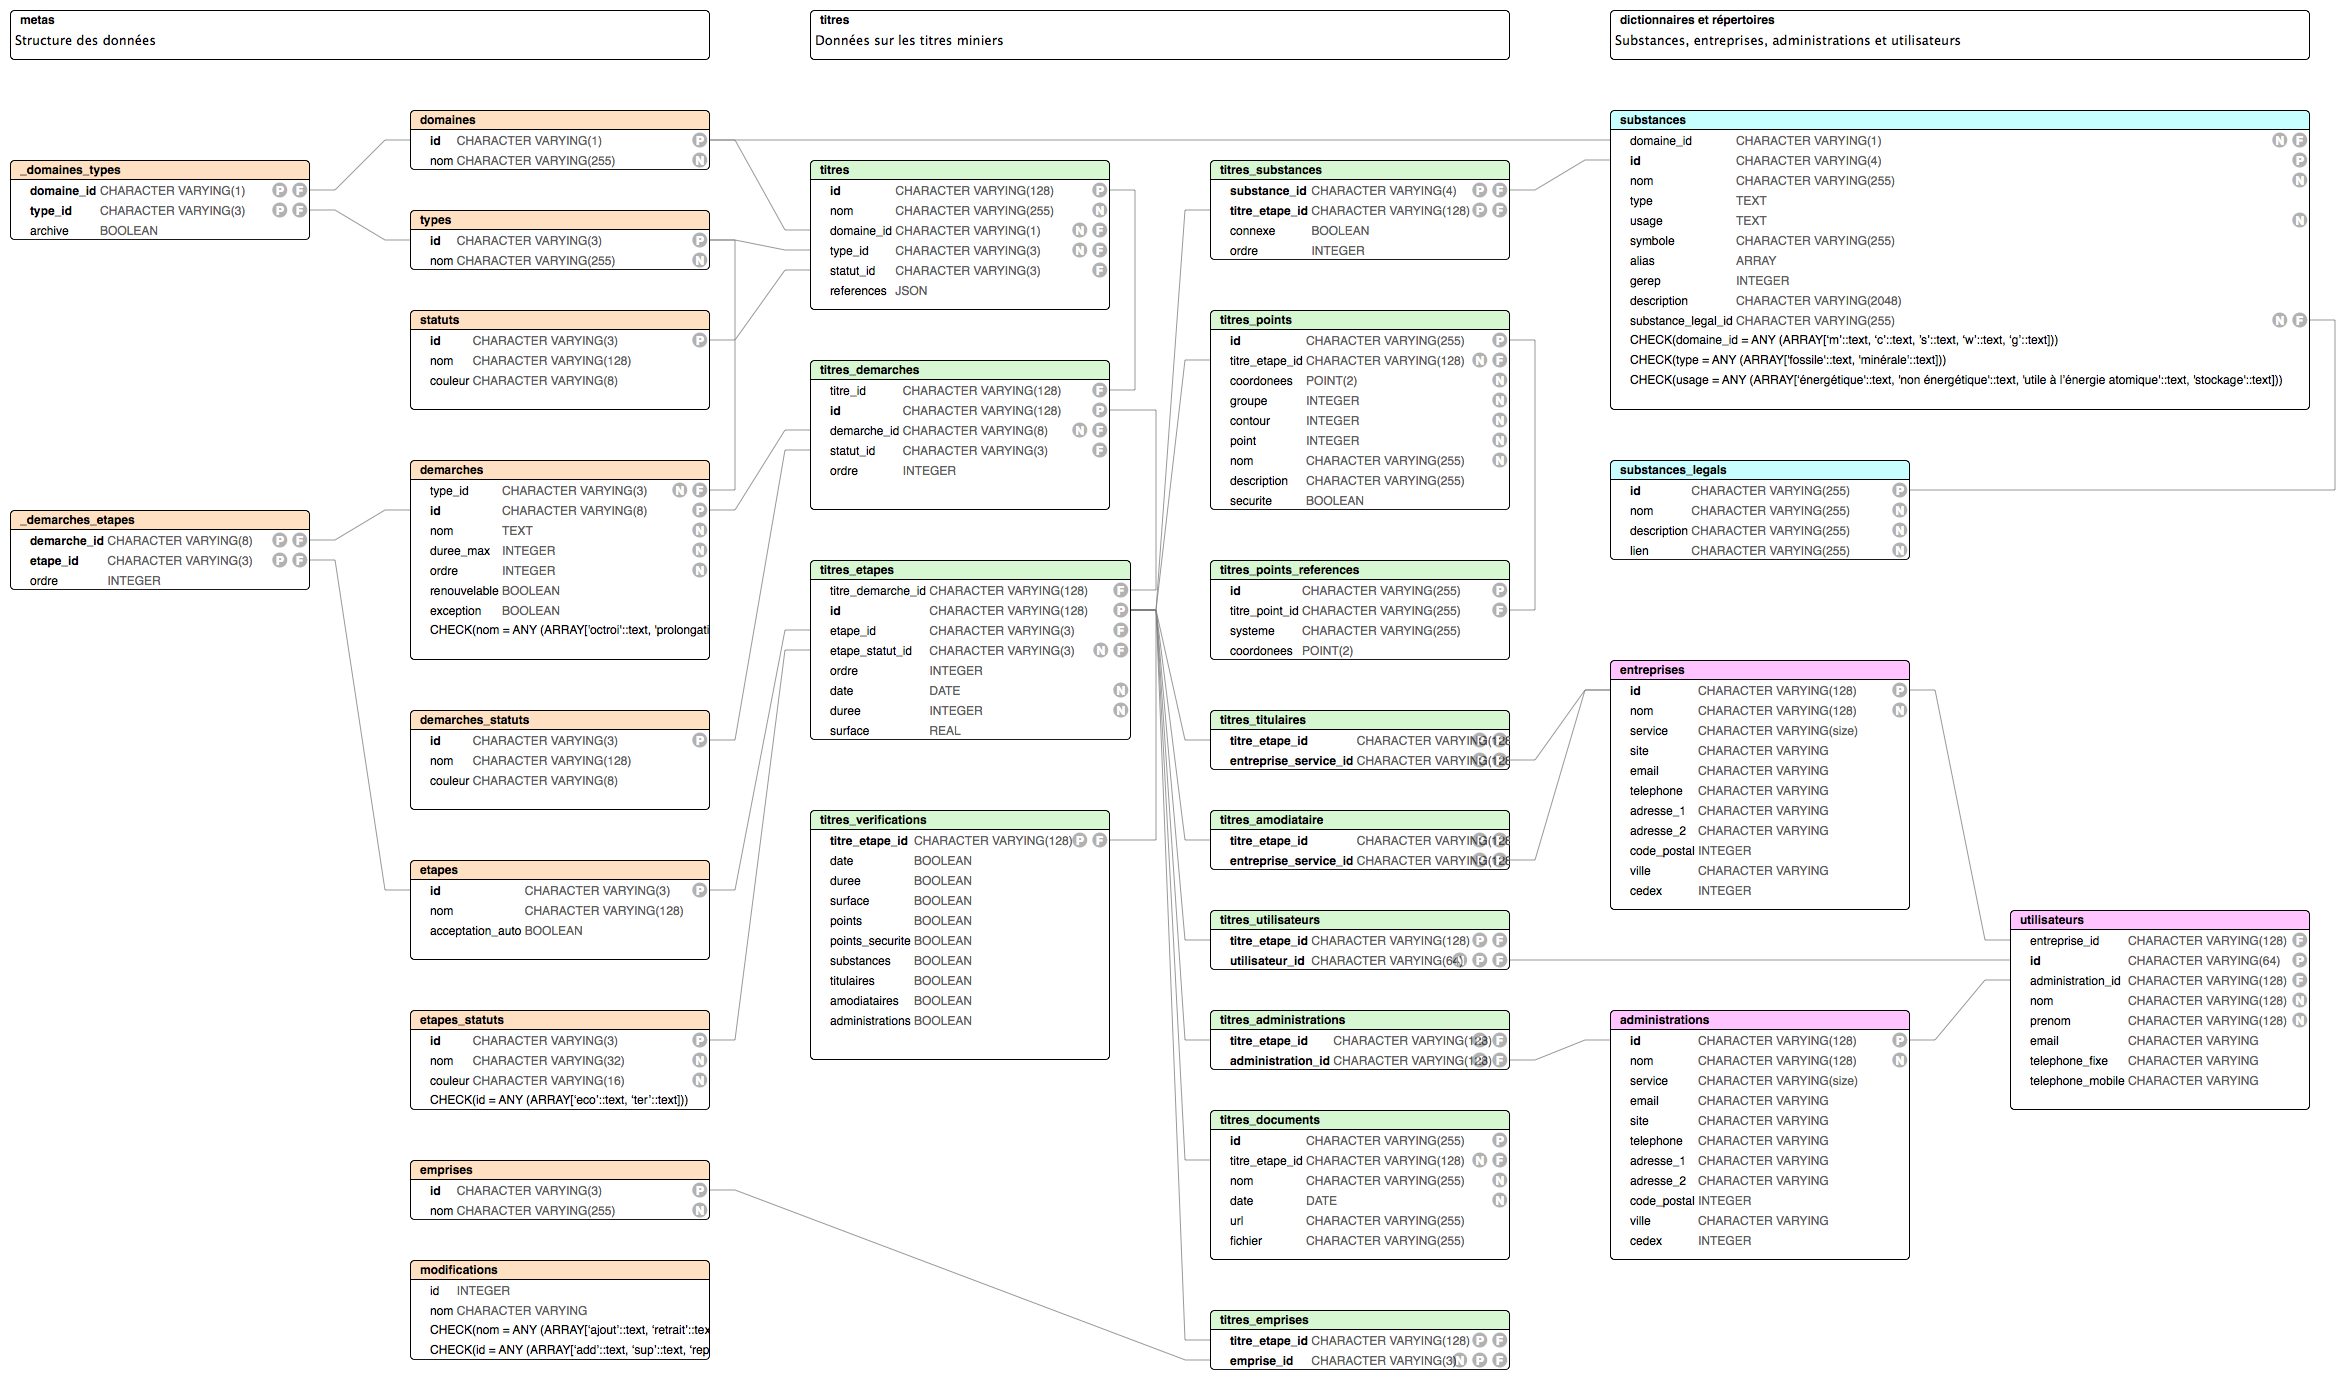 metas
Structure des données
titres
Données sur les titres miniers
dictionnaires et répertoires
Substances, entreprises, administrations et utilisateurs
_domaines_types
domaine_id CHARACTER VARYING(1) P F
type_id CHARACTER VARYING(3) P F
archive BOOLEAN
_demarches_etapes
demarche_id CHARACTER VARYING(8) P F
etape_id CHARACTER VARYING(3) P F
ordre INTEGER
domaines
id CHARACTER VARYING(1) P
nom CHARACTER VARYING(255) N
types
id CHARACTER VARYING(3) P
nom CHARACTER VARYING(255) N
statuts
id CHARACTER VARYING(3) P
nom CHARACTER VARYING(128)
couleur CHARACTER VARYING(8)
demarches
type_id CHARACTER VARYING(3) N F
id CHARACTER VARYING(8) P
nom TEXT N
duree_max INTEGER N
ordre INTEGER N
renouvelable BOOLEAN
exception BOOLEAN
CHECK(nom = ANY (ARRAY['octroi'::text, 'prolongati
demarches_statuts
id CHARACTER VARYING(3) P
nom CHARACTER VARYING(128)
couleur CHARACTER VARYING(8)
etapes
id CHARACTER VARYING(3) P
nom CHARACTER VARYING(128)
acceptation_auto BOOLEAN
etapes_statuts
id CHARACTER VARYING(3) P
nom CHARACTER VARYING(32) N
couleur CHARACTER VARYING(16) N
CHECK(id = ANY (ARRAY['eco'::text, 'ter'::text]))
emprises
id CHARACTER VARYING(3) P
nom CHARACTER VARYING(255) N
modifications
id INTEGER
nom CHARACTER VARYING
CHECK(nom = ANY (ARRAY['ajout'::text, 'retrait'::tex
CHECK(id = ANY (ARRAY['add'::text, 'sup'::text, 'rep
titres
id CHARACTER VARYING(128) P
nom CHARACTER VARYING(255) N
domaine_id CHARACTER VARYING(1) N F
type_id CHARACTER VARYING(3) N F
statut_id CHARACTER VARYING(3) F
references JSON
titres_demarches
titre_id CHARACTER VARYING(128) F
id CHARACTER VARYING(128) P
demarche_id CHARACTER VARYING(8) N F
statut_id CHARACTER VARYING(3) F
ordre INTEGER
titres_etapes
titre_demarche_id CHARACTER VARYING(128) F
id CHARACTER VARYING(128) P
etape_id CHARACTER VARYING(3) F
etape_statut_id CHARACTER VARYING(3) N F
ordre INTEGER
date DATE N
duree INTEGER N
surface REAL
titres_verifications
titre_etape_id CHARACTER VARYING(128) P F
date BOOLEAN
duree BOOLEAN
surface BOOLEAN
points BOOLEAN
points_securite BOOLEAN
substances BOOLEAN
titulaires BOOLEAN
amodiataires BOOLEAN
administrations BOOLEAN
titres_substances
substance_id CHARACTER VARYING(4) P F
titre_etape_id CHARACTER VARYING(128) P F
connexe BOOLEAN
ordre INTEGER
titres_points
id CHARACTER VARYING(255) P
titre_etape_id CHARACTER VARYING(128) N F
coordonees POINT(2) N
groupe INTEGER N
contour INTEGER N
point INTEGER N
nom CHARACTER VARYING(255) N
description CHARACTER VARYING(255)
securite BOOLEAN
titres_points_references
id CHARACTER VARYING(255) P
titre_point_id CHARACTER VARYING(255) F
systeme CHARACTER VARYING(255)
coordonees POINT(2)
titres_titulaires
titre_etape_id CHARACTER VARYING(128
entreprise_service_id CHARACTER VARYING(128
titres_amodiataire
titre_etape_id CHARACTER VARYING(128
entreprise_service_id CHARACTER VARYING(128
titres_utilisateurs
titre_etape_id CHARACTER VARYING(128) P F
utilisateur_id CHARACTER VARYING(64) N P F
titres_administrations
titre_etape_id CHARACTER VARYING(128) P F
administration_id CHARACTER VARYING(128) P F
titres_documents
id CHARACTER VARYING(255) P
titre_etape_id CHARACTER VARYING(128) N F
nom CHARACTER VARYING(255) N
date DATE N
url CHARACTER VARYING(255)
fichier CHARACTER VARYING(255)
titres_emprises
titre_etape_id CHARACTER VARYING(128) P F
emprise_id CHARACTER VARYING(3) N P F
substances
domaine_id CHARACTER VARYING(1) N F
id CHARACTER VARYING(4) P
nom CHARACTER VARYING(255) N
type TEXT
usage TEXT N
symbole CHARACTER VARYING(255)
alias ARRAY
gerep INTEGER
description CHARACTER VARYING(2048)
substance_legal_id CHARACTER VARYING(255) N F
CHECK(domaine_id = ANY (ARRAY['m'::text, 'c'::text, 's'::text, 'w'::text, 'g'::text]))
CHECK(type = ANY (ARRAY['fossile'::text, 'minérale'::text]))
CHECK(usage = ANY (ARRAY['énergétique'::text, 'non énergétique'::text, 'utile à l'énergie atomique'::text, 'stockage'::text]))
substances_legals
id CHARACTER VARYING(255) P
nom CHARACTER VARYING(255) N
description CHARACTER VARYING(255) N
lien CHARACTER VARYING(255) N
entreprises
id CHARACTER VARYING(128) P
nom CHARACTER VARYING(128) N
service CHARACTER VARYING(size)
site CHARACTER VARYING
email CHARACTER VARYING
telephone CHARACTER VARYING
adresse_1 CHARACTER VARYING
adresse_2 CHARACTER VARYING
code_postal INTEGER
ville CHARACTER VARYING
cedex INTEGER
administrations
id CHARACTER VARYING(128) P
nom CHARACTER VARYING(128) N
service CHARACTER VARYING(size)
email CHARACTER VARYING
site CHARACTER VARYING
telephone CHARACTER VARYING
adresse_1 CHARACTER VARYING
adresse_2 CHARACTER VARYING
code_postal INTEGER
ville CHARACTER VARYING
cedex INTEGER
utilisateurs
entreprise_id CHARACTER VARYING(128) F
id CHARACTER VARYING(64) P
administration_id CHARACTER VARYING(128) F
nom CHARACTER VARYING(128) N
prenom CHARACTER VARYING(128) N
email CHARACTER VARYING
telephone_fixe CHARACTER VARYING
telephone_mobile CHARACTER VARYING